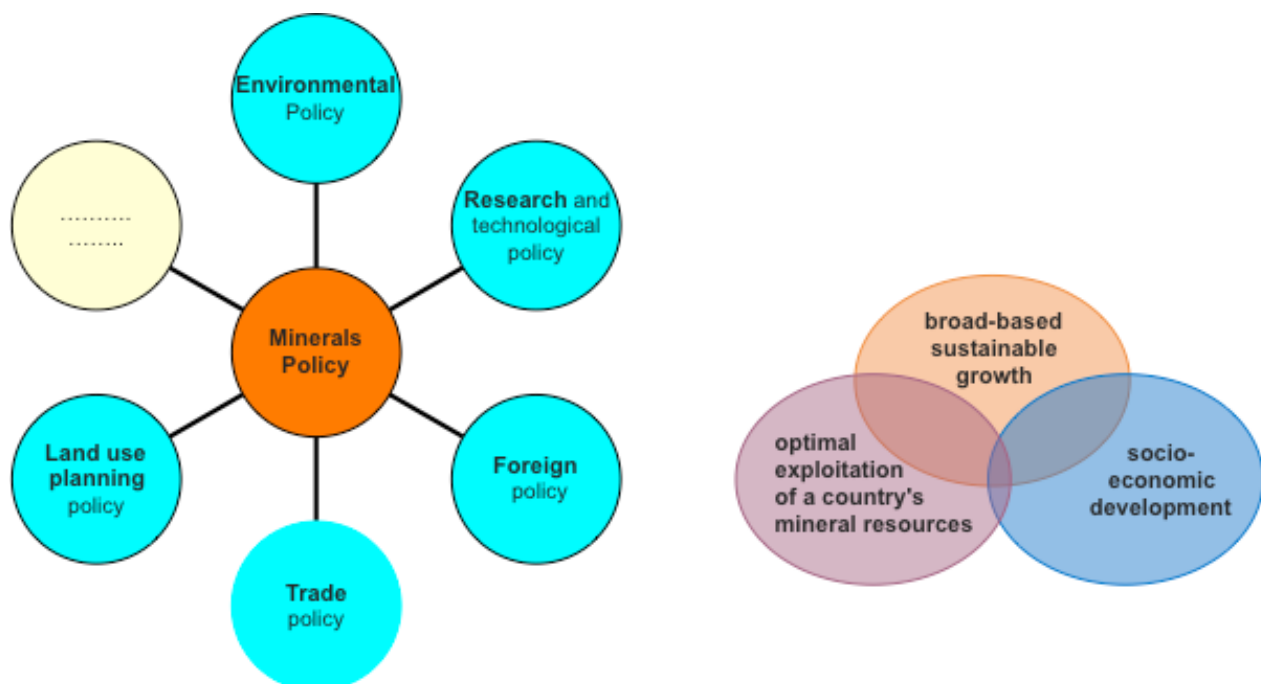 Environmental
Policy
..........
........
Research and
technological
policy
Minerals
Policy
Land use
planning
policy
Foreign
policy
Trade
policy
broad-based
sustainable
growth
optimal
exploitation
of a country's
mineral resources
socio-
economic
development